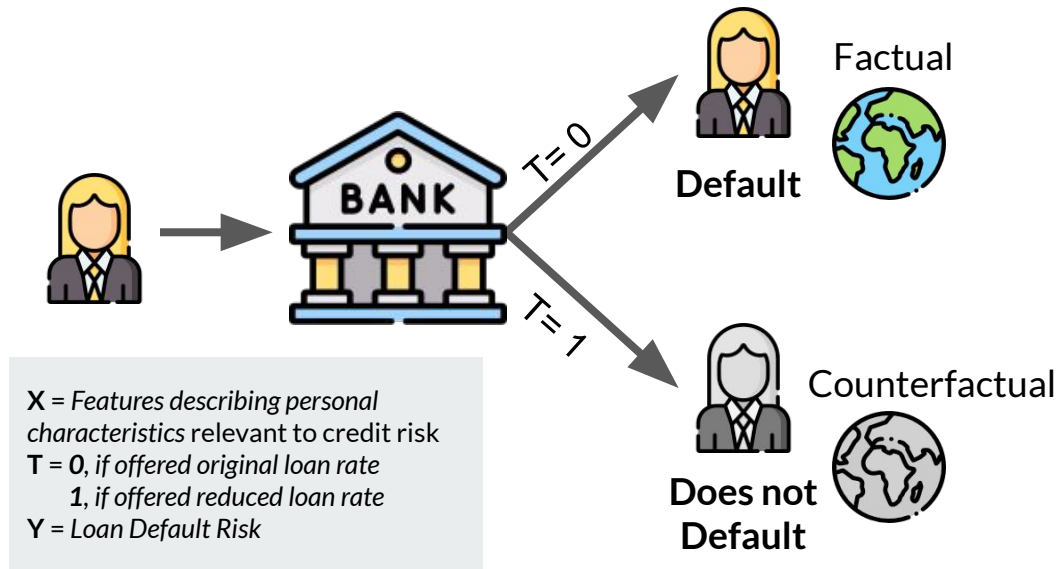 Factual
T= 0
BANK
Default
T= 1
Counterfactual
Does not
Default
X = Features describing personal
characteristics relevant to credit risk
T = 0, if offered original loan rate
1, if offered reduced loan rate
Y = Loan Default Risk